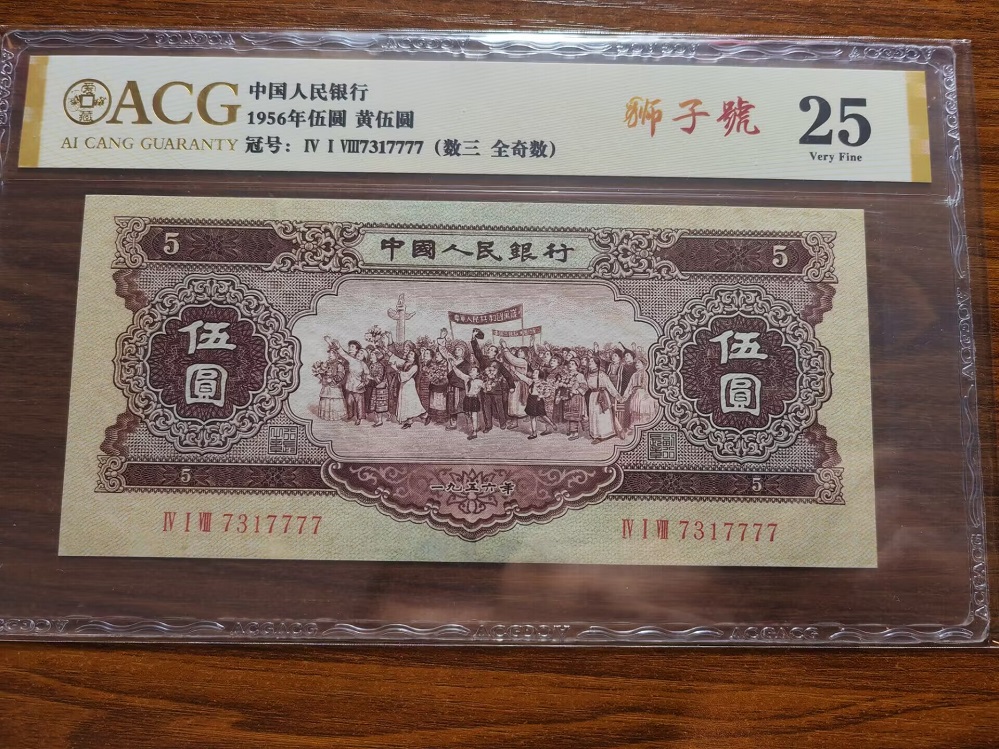 ACG
AI CANG GUARANTY
中国人民银行
1956年伍圆 黄伍圆
冠号: Ⅳ Ⅰ Ⅷ7317777（数三 全奇数）
狮子號
25
Very Fine
5
中國人民銀行
5
伍圓
伍圓
5
一九五六年
5
Ⅳ Ⅰ Ⅷ 7317777
Ⅳ Ⅰ Ⅷ 7317777